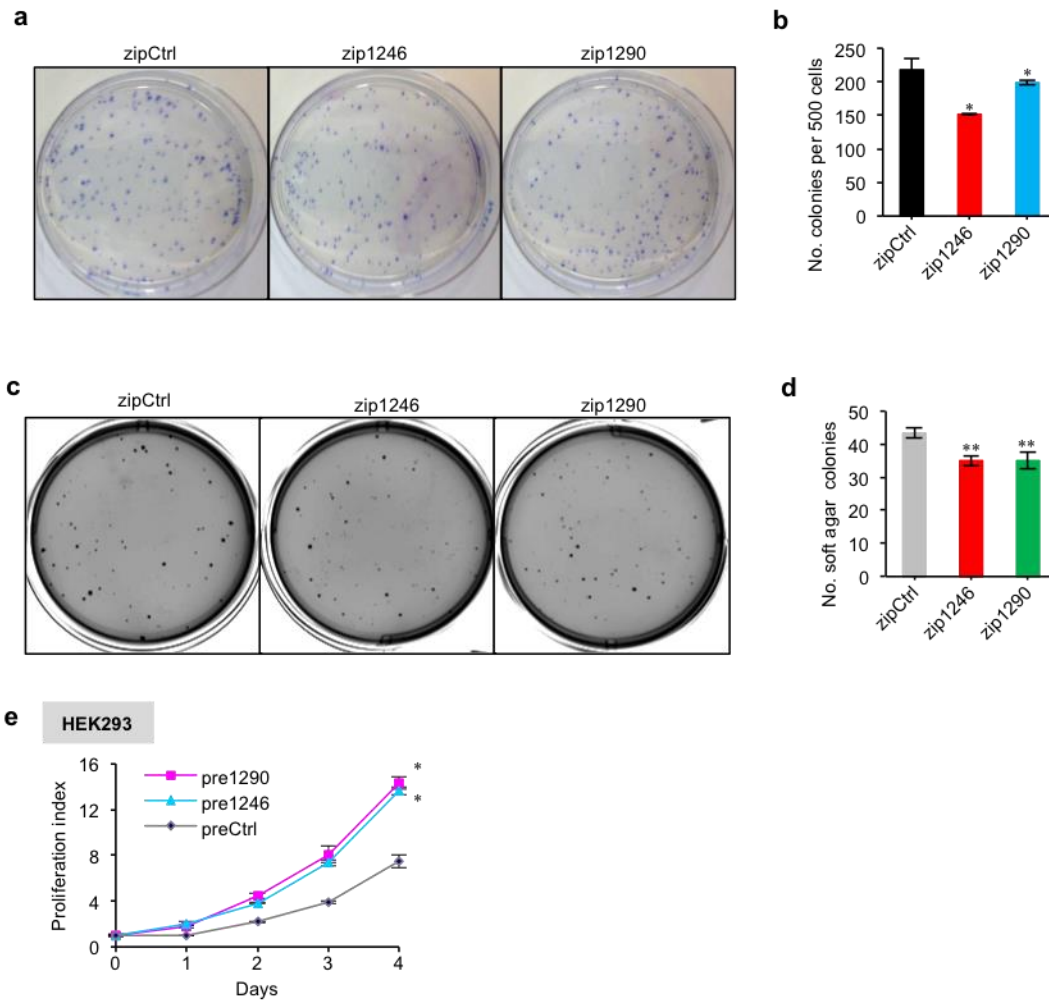 a
zipCtrl zip1246 zip1290
b
No. colonies per 500 cells
250
200
150
100
50
0
*
*
zipCtrl
zip1246
zip1290
c
zipCtrl zip1246 zip1290
d
No. soft agar colonies
50
40
30
20
10
0
**
**
zipCtrl
zip1246
zip1290
e
HEK293
Proliferation index
16
12
8
4
0
pre1290
pre1246
preCtrl
*
*
0 1 2 3 4
Days